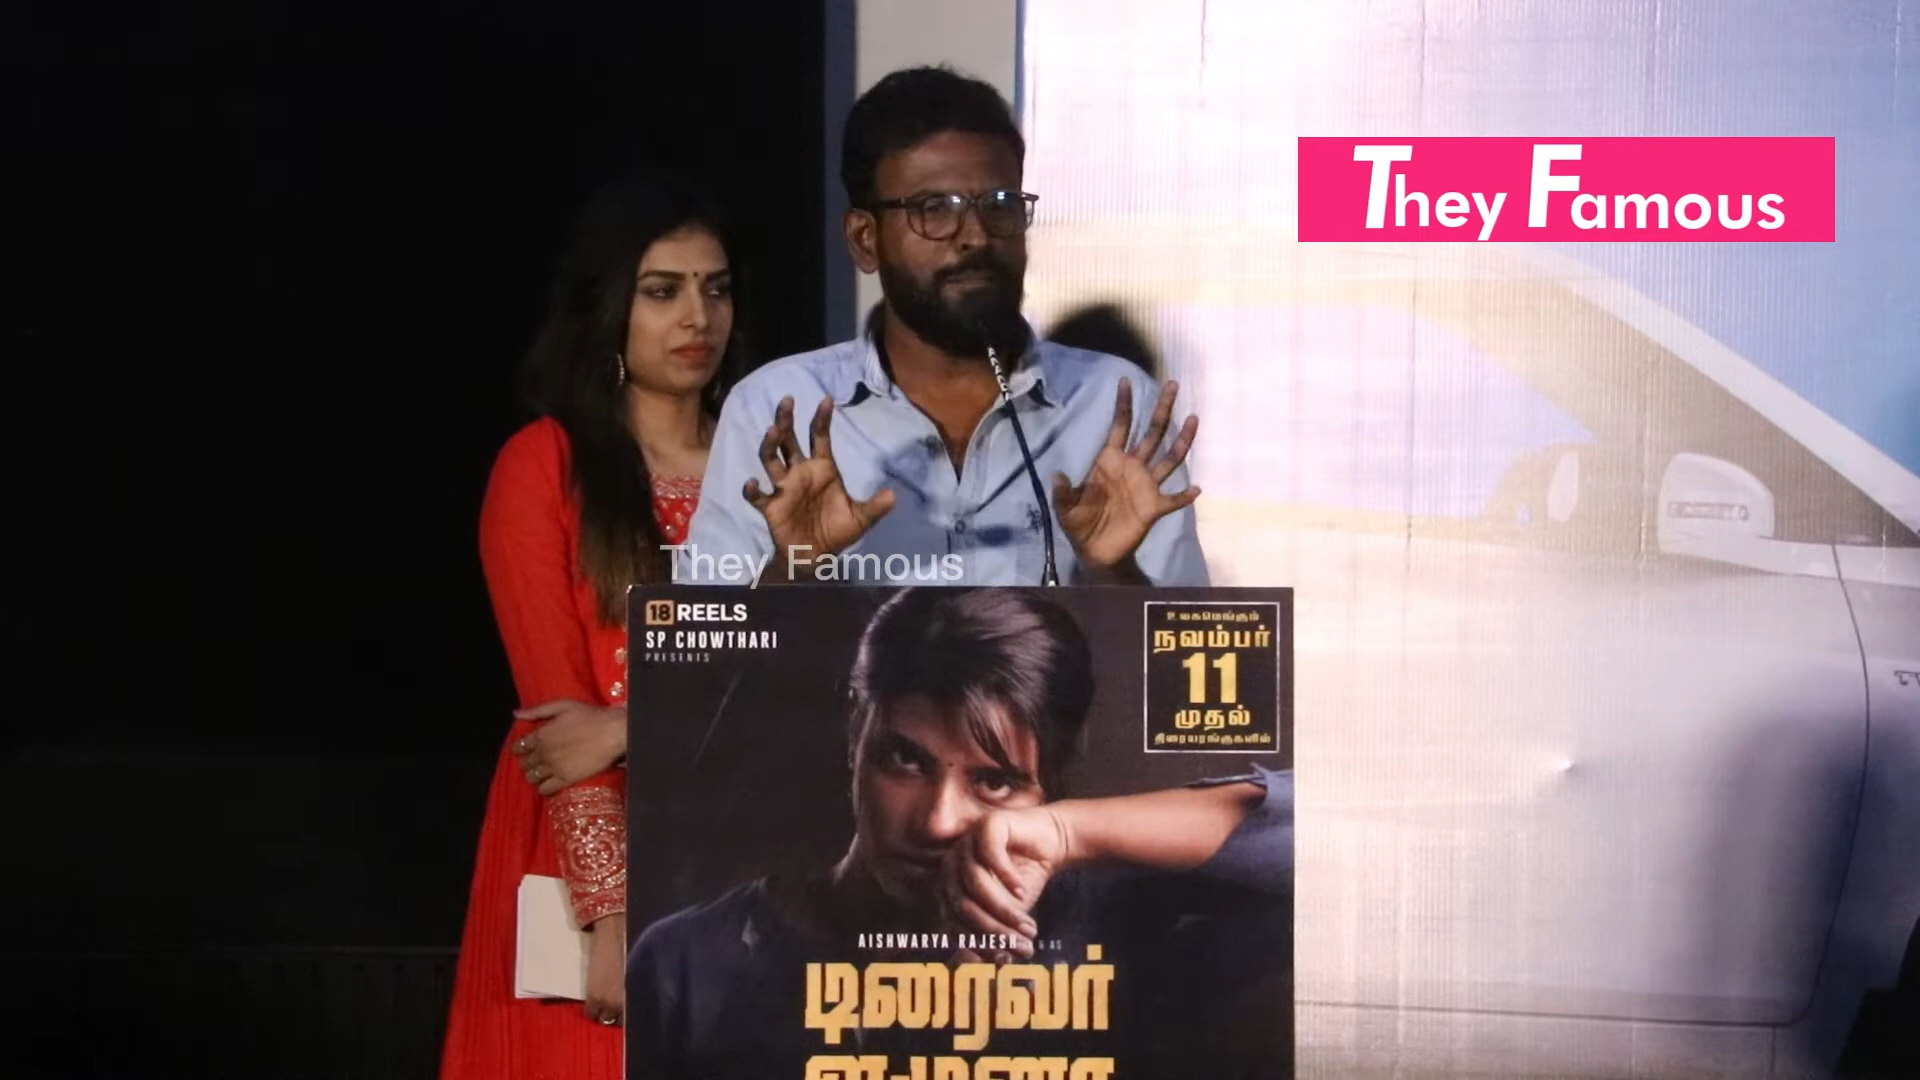 They Famous
They Famous
18 REELS
SP CHOWTHARI
PRESENTS
உலகமெங்கும்
நவம்பர்
11
முதல்
திரையரங்குகளில்
AISHWARYA RAJESH
டிரைவர்
ஜமுனா